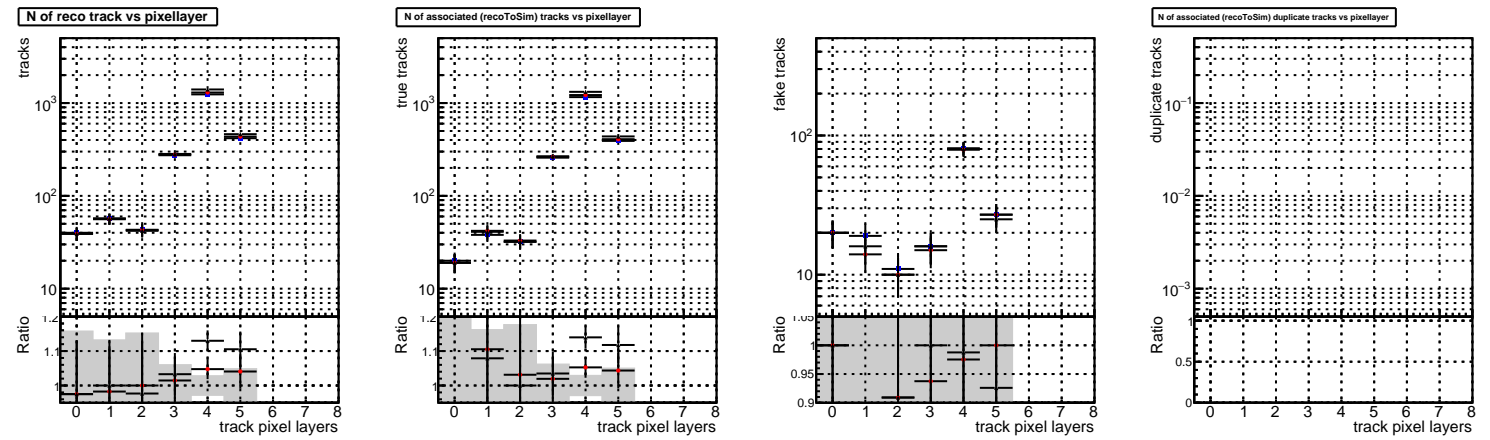 N of reco track vs pixellayer
tracks
10³
10²
10
Ratio
1.2
1.1
1
0 1 2 3 4 5 6 7 8
track pixel layers
N of associated (recoToSim) tracks vs pixellayer
true tracks
10³
10²
10
Ratio
1.2
1.1
1
0 1 2 3 4 5 6 7 8
track pixel layers
fake tracks
10²
10
Ratio
1.05
1
0.95
0.9
0 1 2 3 4 5 6 7 8
track pixel layers
N of associated (recoToSim) duplicate tracks vs pixellayer
duplicate tracks
10⁻¹
10⁻²
10⁻³
Ratio
1
0.5
0
0 1 2 3 4 5 6 7 8
track pixel layers